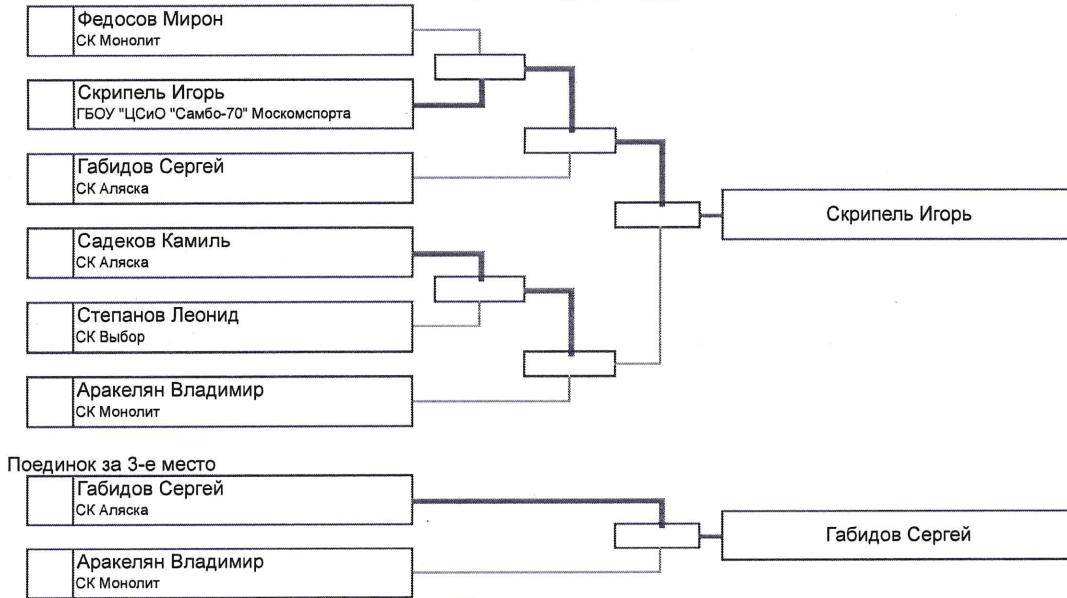 Федосов Мирон
СК Монолит
Скрипель Игорь
ГБОУ "ЦСиО "Самбо-70" Москомспорта
Габидов Сергей
СК Аляска
Скрипель Игорь
Садеков Камиль
СК Аляска
Степанов Леонид
СК Выбор
Аракелян Владимир
СК Монолит
Поединок за 3-е место
Габидов Сергей
СК Аляска
Габидов Сергей
Аракелян Владимир
СК Монолит